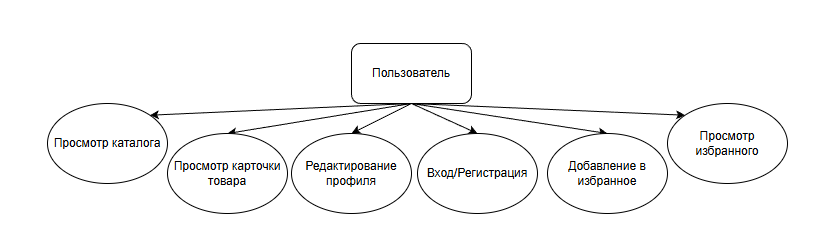 Пользователь
Просмотр каталога
Просмотр карточки
товара
Редактирование
профиля
Вход/Регистрация
Добавление в
избранное
Просмотр
избранного